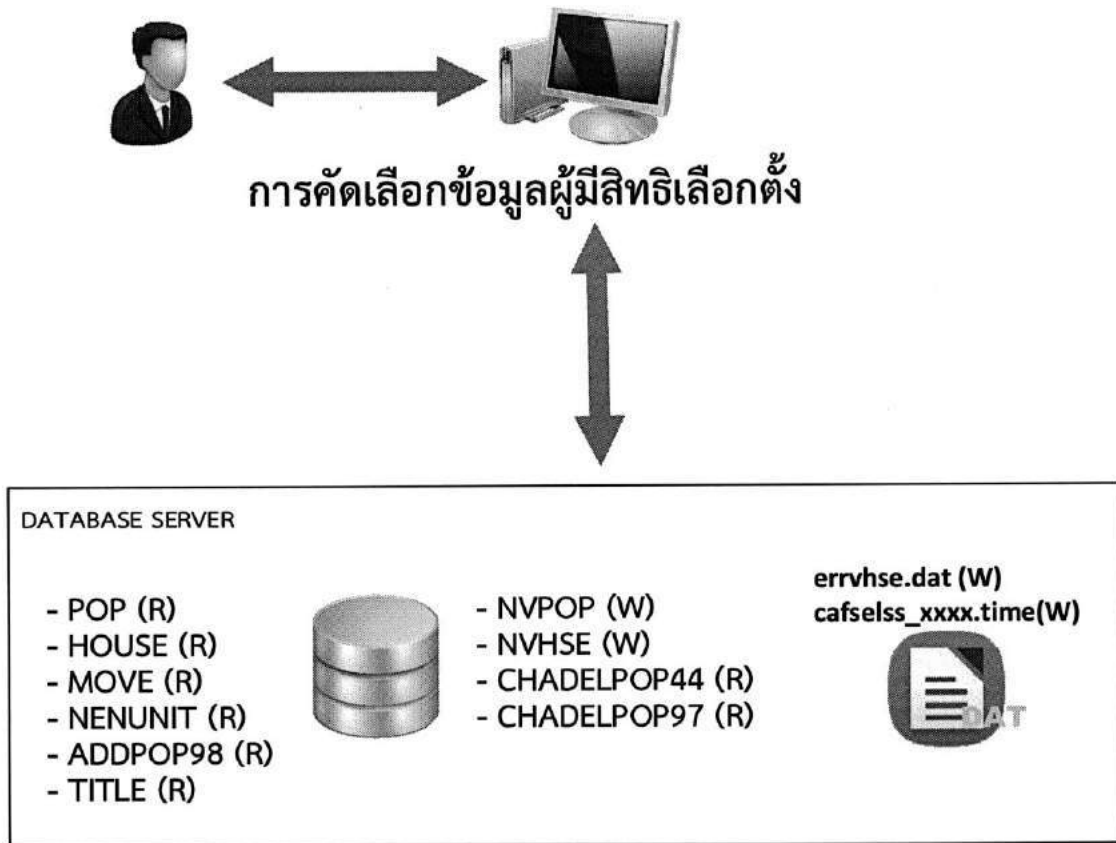 การคัดเลือกข้อมูลผู้มีสิทธิเลือกตั้ง
DATABASE SERVER
- POP (R)
- HOUSE (R)
- MOVE (R)
- NENUNIT (R)
- ADDPOP98 (R)
- TITLE (R)
- NVPOP (W)
- NVHSE (W)
- CHADELPOP44 (R)
- CHADELPOP97 (R)
errvhse.dat (W)
cafselss_xxxx.time(W)
DAT